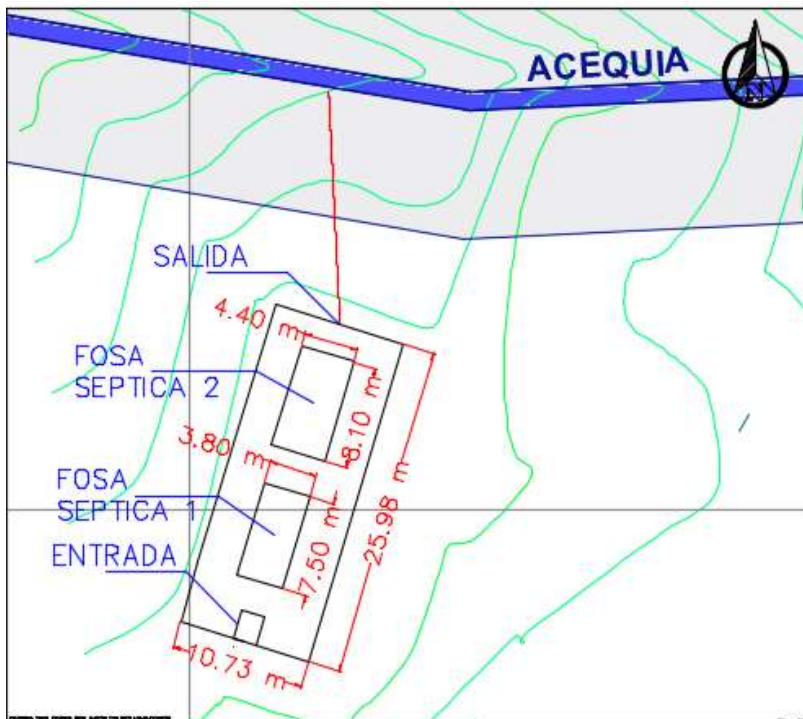 ACEQUIA
N
SALIDA
4.40 m
FOSA
SEPTICA 2
8.10 m
3.80 m
FOSA
SEPTICA 1
7.50 m
25.98 m
ENTRADA
10.73 m